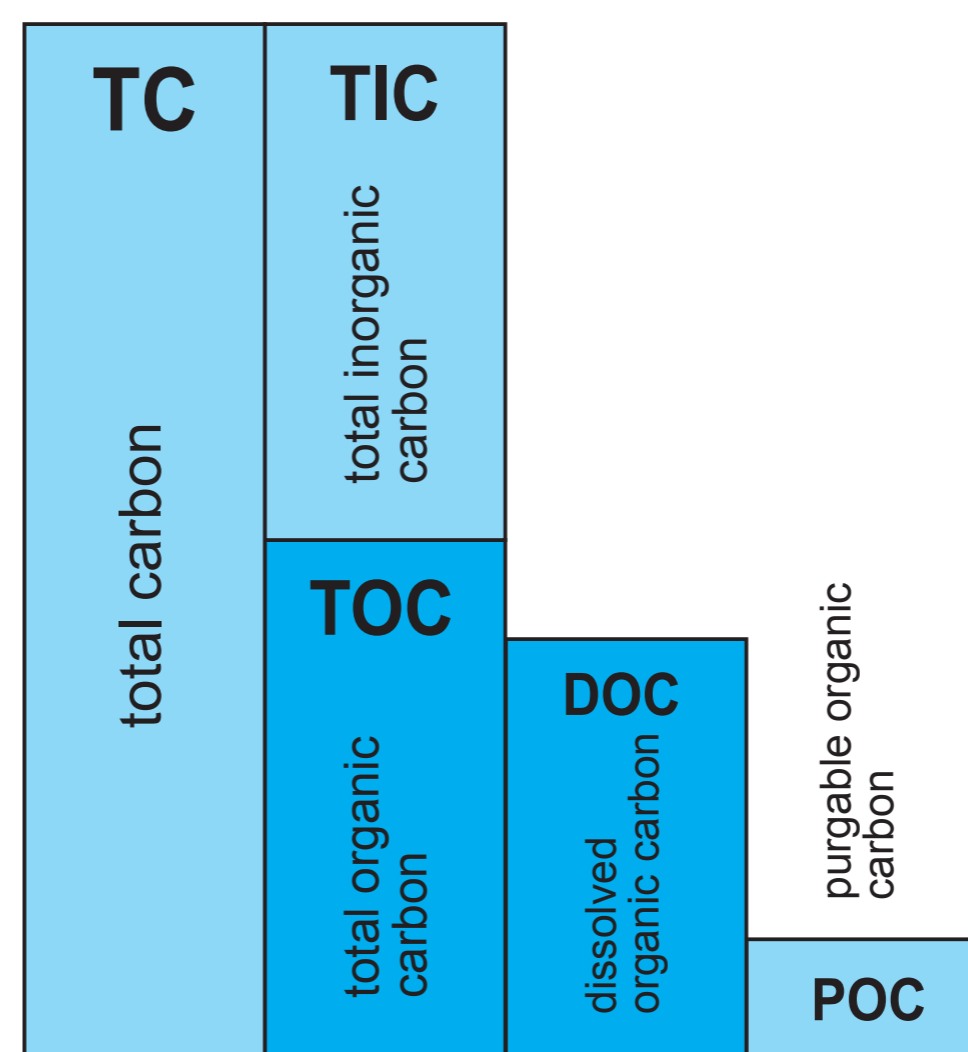 TC
total carbon
TIC
total inorganic
carbon
TOC
total organic
carbon
DOC
dissolved
organic carbon
purgable organic
carbon
POC